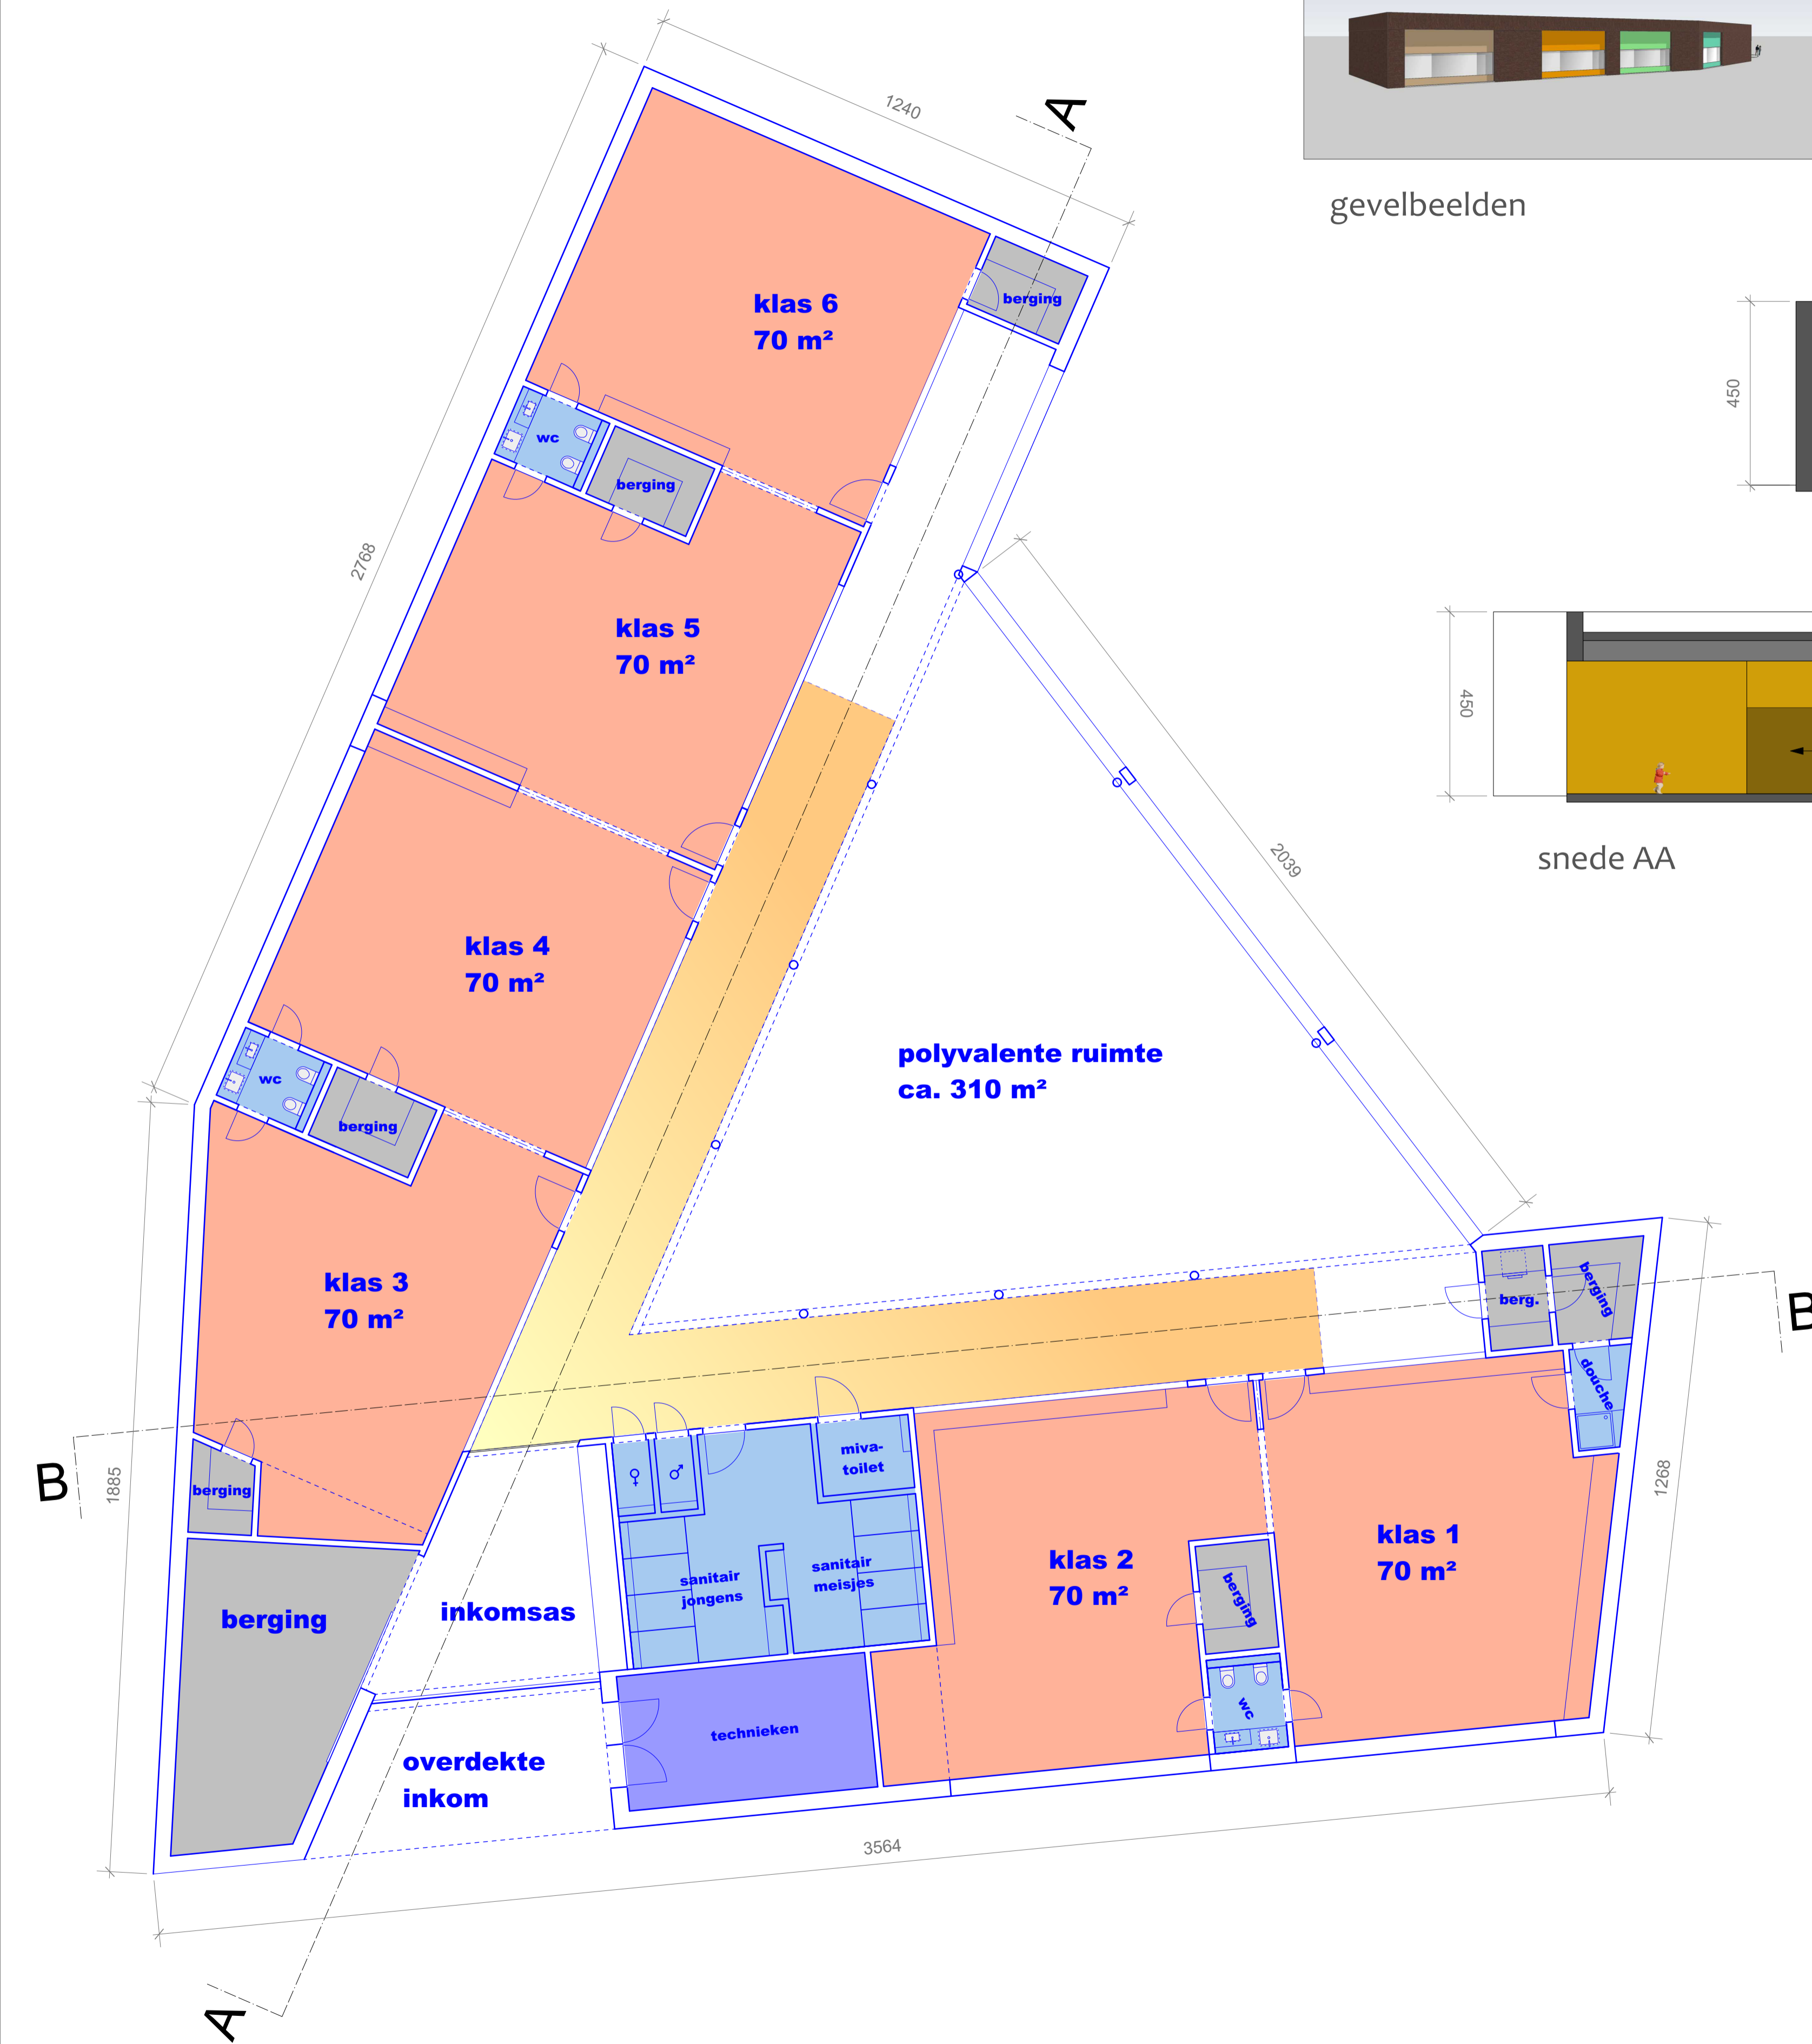 1240
A
gevelbeelden
klas 6
70 m²
berging
450
wc
berging
2768
klas 5
70 m²
450
2039
snede AA
klas 4
70 m²
polyvalente ruimte
ca. 310 m²
wc
berging
klas 3
70 m²
berg.
berging
B
douche
B
1885
berging
♀
♂
miva-
toilet
1268
klas 1
70 m²
klas 2
70 m²
sanitair
jongens
sanitair
meisjes
berging
berging
inkomsas
wc
technieken
overdekte
inkom
3564
A